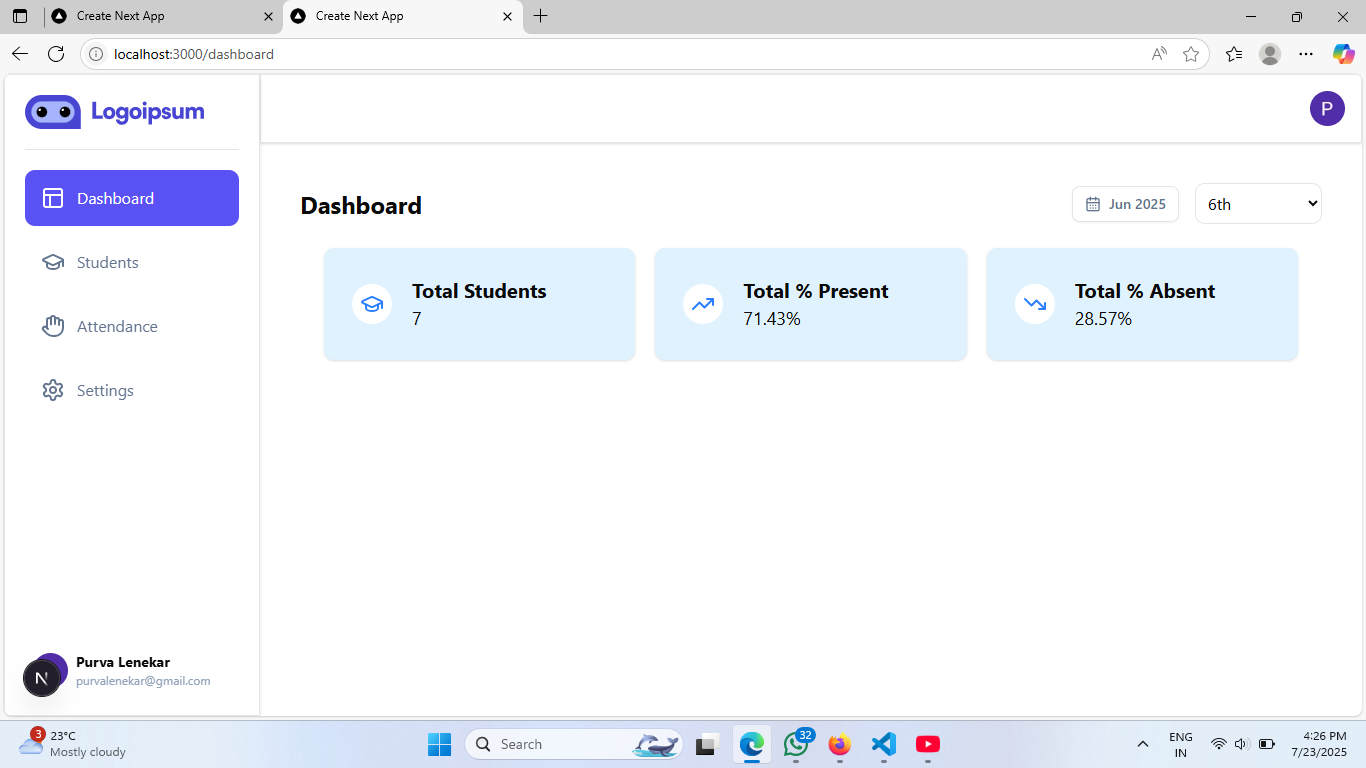 Create Next App
Create Next App
localhost:3000/dashboard
Logoipsum
P
Dashboard
Students
Attendance
Settings
Dashboard
Jun 2025
6th
Total Students
7
Total % Present
71.43%
Total % Absent
28.57%
N
Purva Lenekar
purvalenekar@gmail.com
3
23°C
Mostly cloudy
Search
32
ENG
IN
4:26 PM
7/23/2025